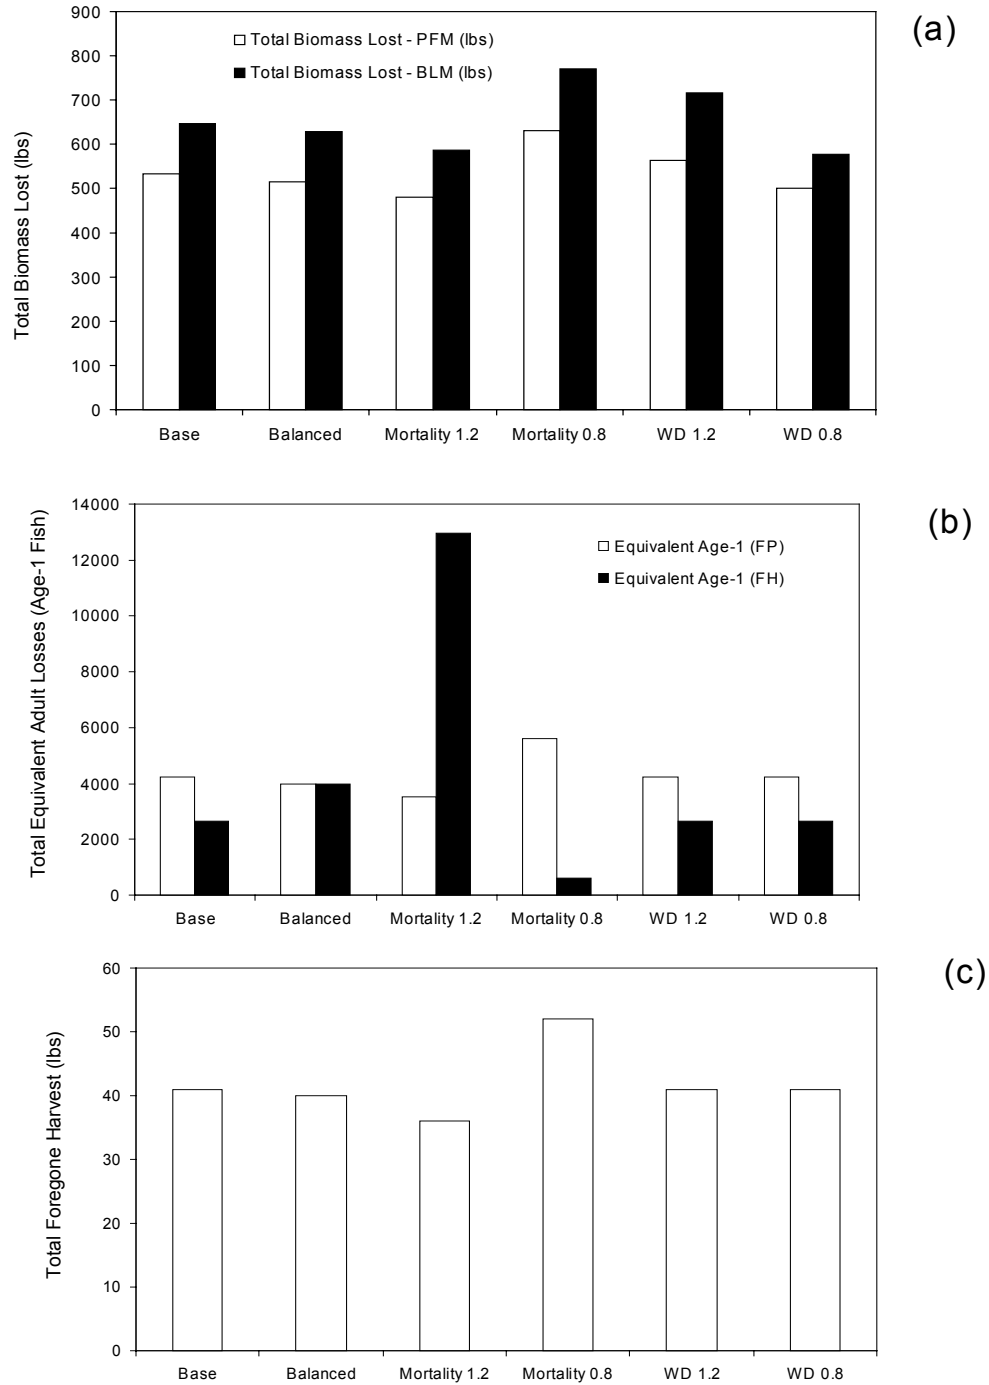 (a)
Total Biomass Lost (lbs)
900
800
700
600
500
400
300
200
100
0
Total Biomass Lost - PFM (lbs)
Total Biomass Lost - BLM (lbs)
Base Balanced Mortality 1.2 Mortality 0.8 WD 1.2 WD 0.8
(b)
Total Equivalent Adult Losses (Age-1 Fish)
14000
12000
10000
8000
6000
4000
2000
0
Equivalent Age-1 (FP)
Equivalent Age-1 (FH)
Base Balanced Mortality 1.2 Mortality 0.8 WD 1.2 WD 0.8
(c)
Total Foregone Harvest (lbs)
60
50
40
30
20
10
0
Base Balanced Mortality 1.2 Mortality 0.8 WD 1.2 WD 0.8